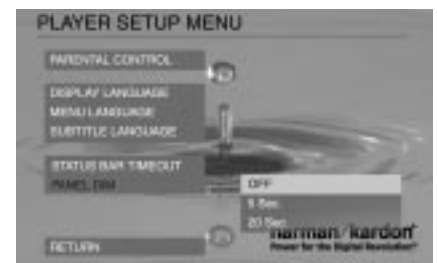 PLAYER SETUP MENU
PARENTAL CONTROL
DISPLAY LANGUAGE
MENU LANGUAGE
SUBTITLE LANGUAGE
STATUS BAR TIMEOUT
PANEL DIM
OFF
5 Sec.
20 Sec.
RETURN
harman/kardon®
Power for the Digital Revolution®